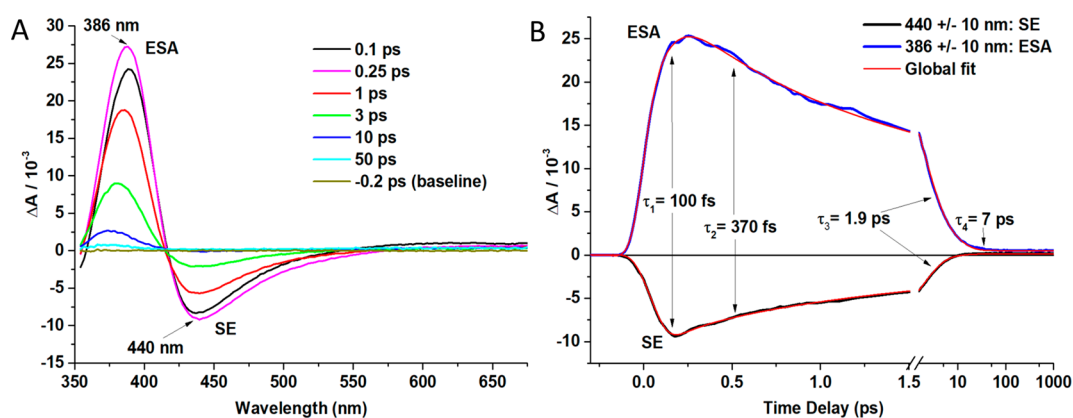 A
30
25
20
15
10
5
0
-5
-10
-15
ΔA / 10⁻³
386 nm
ESA
0.1 ps
0.25 ps
1 ps
3 ps
10 ps
50 ps
-0.2 ps (baseline)
440 nm
SE
350 400 450 500 550 600 650
Wavelength (nm)
B
25
20
15
10
5
0
-5
-10
ΔA / 10⁻³
ESA
440 +/- 10 nm: SE
386 +/- 10 nm: ESA
Global fit
τ₁= 100 fs
τ₂= 370 fs
τ₃= 1.9 ps
τ₄= 7 ps
SE
0.0 0.5 1.0 1.5 10 100 1000
Time Delay (ps)